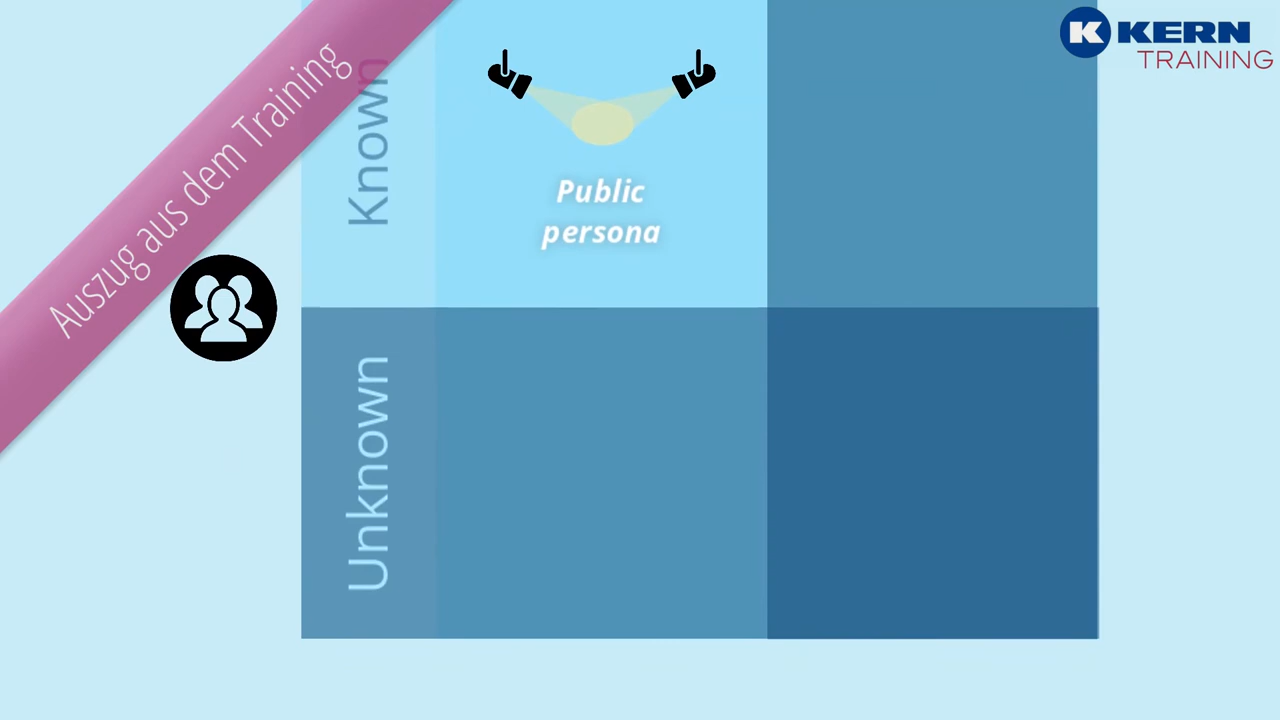 Auszug aus dem Training
K KERN
TRAINING
Known
Public
persona
Unknown